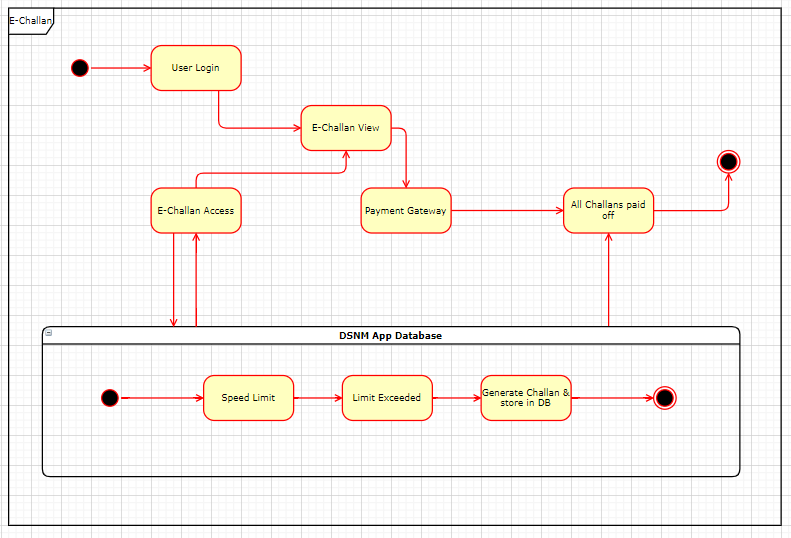 E-Challan
User Login
E-Challan View
E-Challan Access
Payment Gateway
All Challans paid
off
DSNM App Database
Speed Limit
Limit Exceeded
Generate Challan &
store in DB